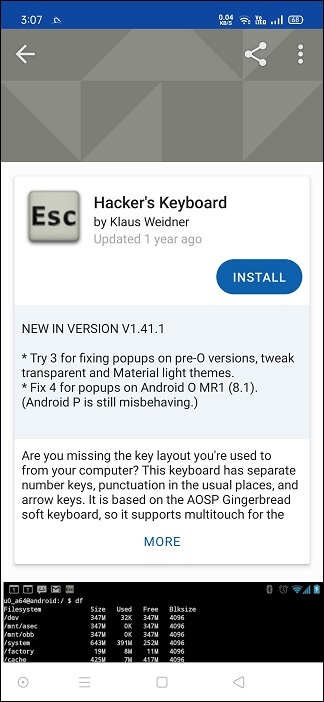 3:07
0.04
KB/S
Vo
LTE
68
Esc
Hacker's Keyboard
by Klaus Weidner
Updated 1 year ago
INSTALL
NEW IN VERSION V1.41.1
* Try 3 for fixing popups on pre-O versions, tweak
transparent and Material light themes.
* Fix 4 for popups on Android O MR1 (8.1).
(Android P is still misbehaving.)
Are you missing the key layout you're used to
from your computer? This keyboard has separate
number keys, punctuation in the usual places, and
arrow keys. It is based on the AOSP Gingerbread
soft keyboard, so it supports multitouch for the
MORE
u0_a64@android:/ $ df
Filesystem Size Used Free Blksize
/dev 347M 32K 347M 4096
/mnt/asec 347M 0K 347M 4096
/mnt/obb 347M 0K 347M 4096
/system 643M 391M 252M 4096
/factory 19M 8M 11M 4096
/cache 425M 7M 417M 4096